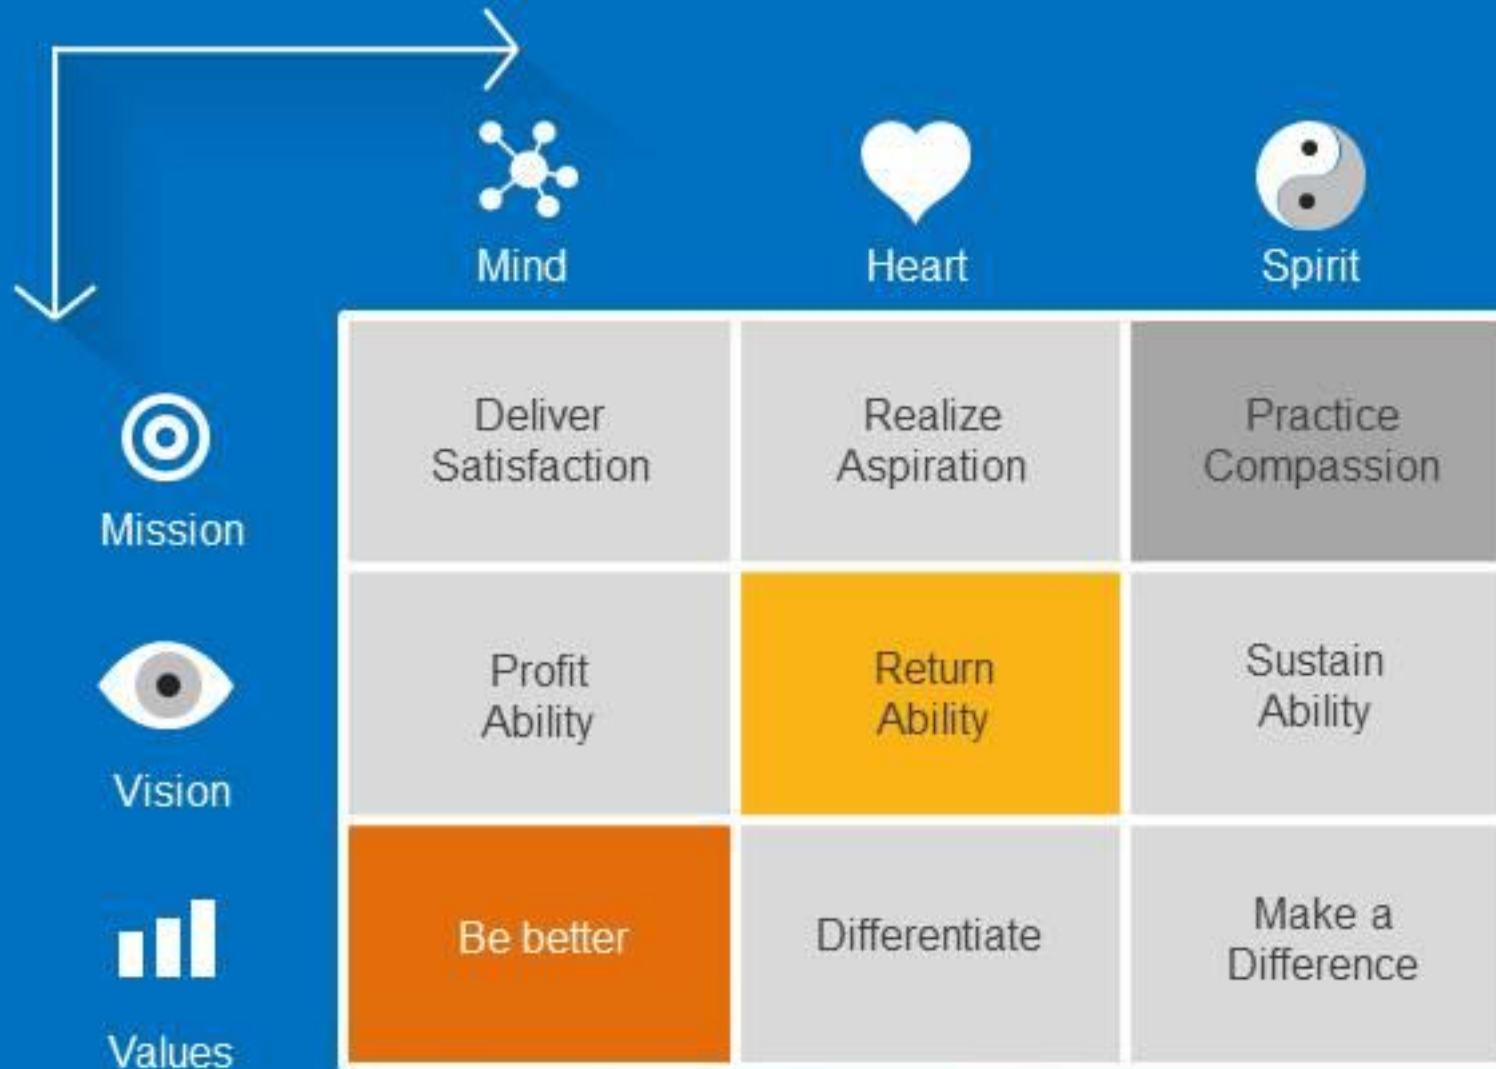 Mind
Heart
Spirit
Mission
Deliver
Satisfaction
Realize
Aspiration
Practice
Compassion
Vision
Profit
Ability
Return
Ability
Sustain
Ability
Values
Be better
Differentiate
Make a
Difference